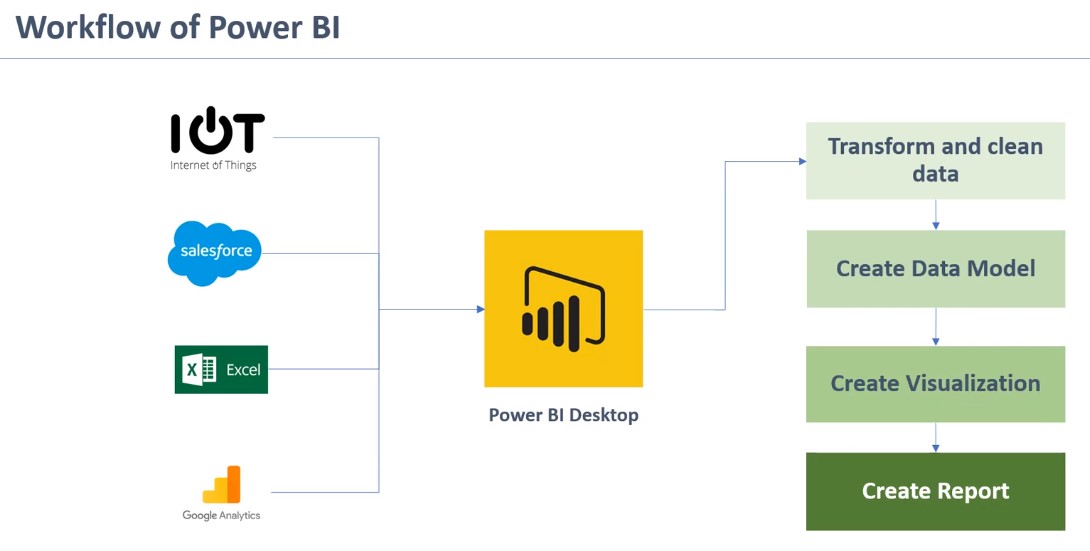 Workflow of Power BI
IOT
Internet of Things
salesforce
X Excel
Google Analytics
Power BI Desktop
Transform and clean
data
Create Data Model
Create Visualization
Create Report